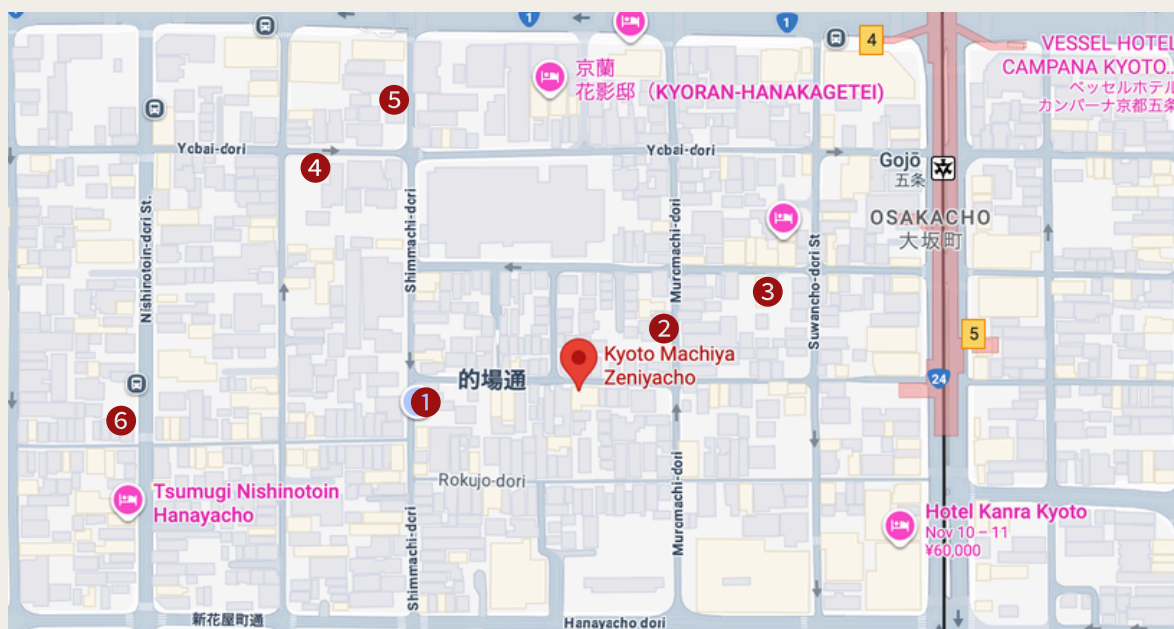 1
1
4
VESSEL HOTEL
CAMPANA KYOTO...
ベッセルホテル
カンパーナ京都五条
京蘭
花影邸（KYORAN-HANAKAGETEI)
5
Ycbai-dori
Ycbai-dori
4
Gojō
五条
OSAKACHO
大坂町
Nishinotoin-dori St.
Shimmachi-dori
Muromachi-dori
Suwancho-dori St
3
2
5
Kyoto Machiya
Zeniyacho
的場通
24
1
6
Rokujo-dori
Tsumugi Nishinotoin
Hanayacho
Shimmachi-dori
Muromachi-dori
Hotel Kanra Kyoto
Nov 10 – 11
¥60,000
新花屋町通
Hanayacho dori